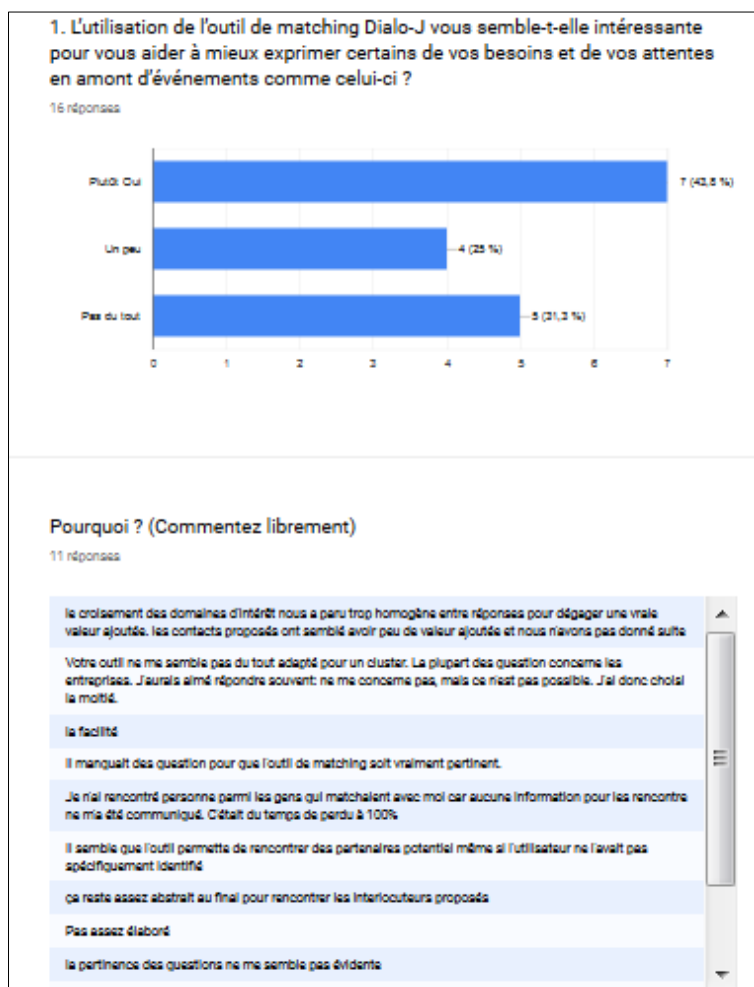 1. L'utilisation de l'outil de matching Dialo-J vous semble-t-elle intéressante
pour vous aider à mieux exprimer certains de vos besoins et de vos attentes
en amont d'événements comme celui-ci ?
16 réponses
Plutôt Oui
7 (43,8 %)
Un peu
4 (25 %)
Pas du tout
5 (31,3 %)
0 1 2 3 4 5 6 7
Pourquoi ? (Commentez librement)
11 réponses
le croisement des domaines d'intérêt nous a paru trop homogène entre réponses pour dégager une vraie
valeur ajoutée. les contacts proposés ont semblé avoir peu de valeur ajoutée et nous n'avons pas donné suite
Votre outil ne me semble pas du tout adapté pour un cluster. La plupart des question concerne les
entreprises. J'aurais aimé répondre souvent: ne me concerne pas, mais ce n'est pas possible. J'ai donc choisi
la moitié.
la facilité
Il manquait des question pour que l'outil de matching soit vraiment pertinent.
Je n'ai rencontré personne parmi les gens qui matchaient avec moi car aucune information pour les rencontre
ne m'a été communiqué. C'était du temps de perdu à 100%
Il semble que l'outil permette de rencontrer des partenaires potentiel même si l'utilisateur ne l'avait pas
spécifiquement identifié
ça reste assez abstrait au final pour rencontrer les interlocuteurs proposés
Pas assez élaboré
la pertinence des questions ne me semble pas évidente